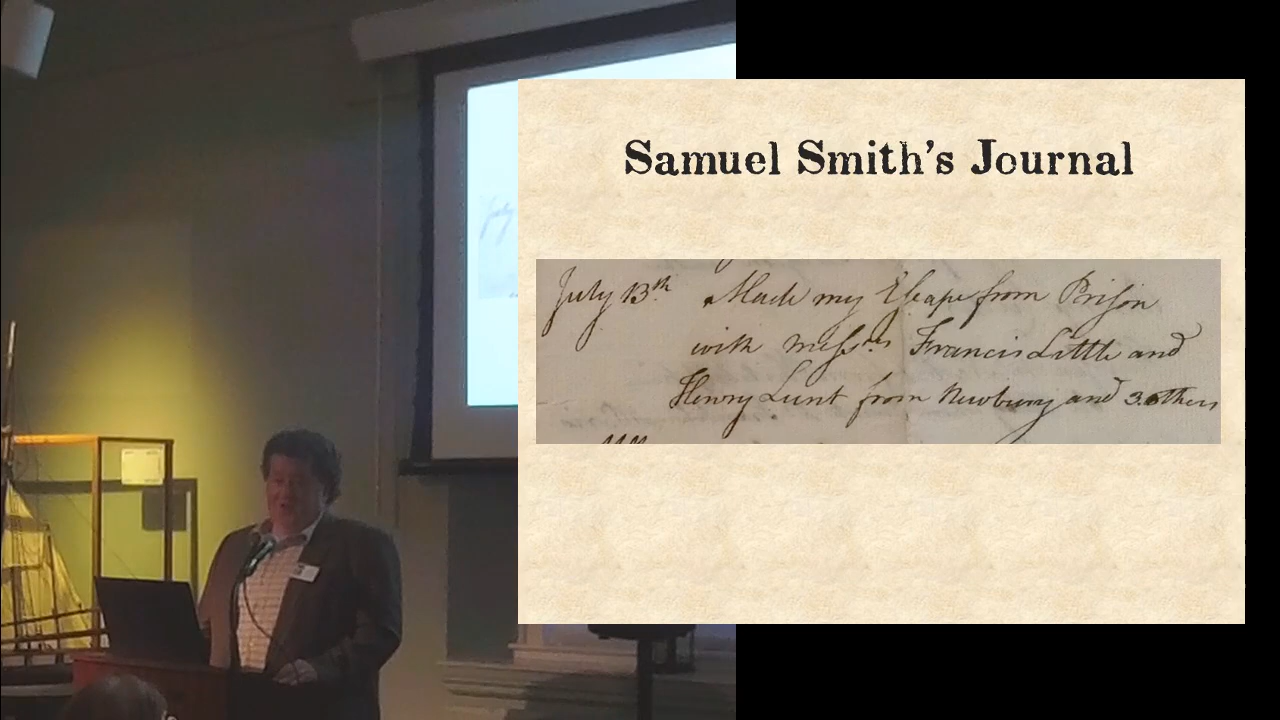 Samuel Smith's Journal
July 13th Made my Escape from Prison
with Messrs Francis Little and
Henry Lunt from Newbury and 3 others